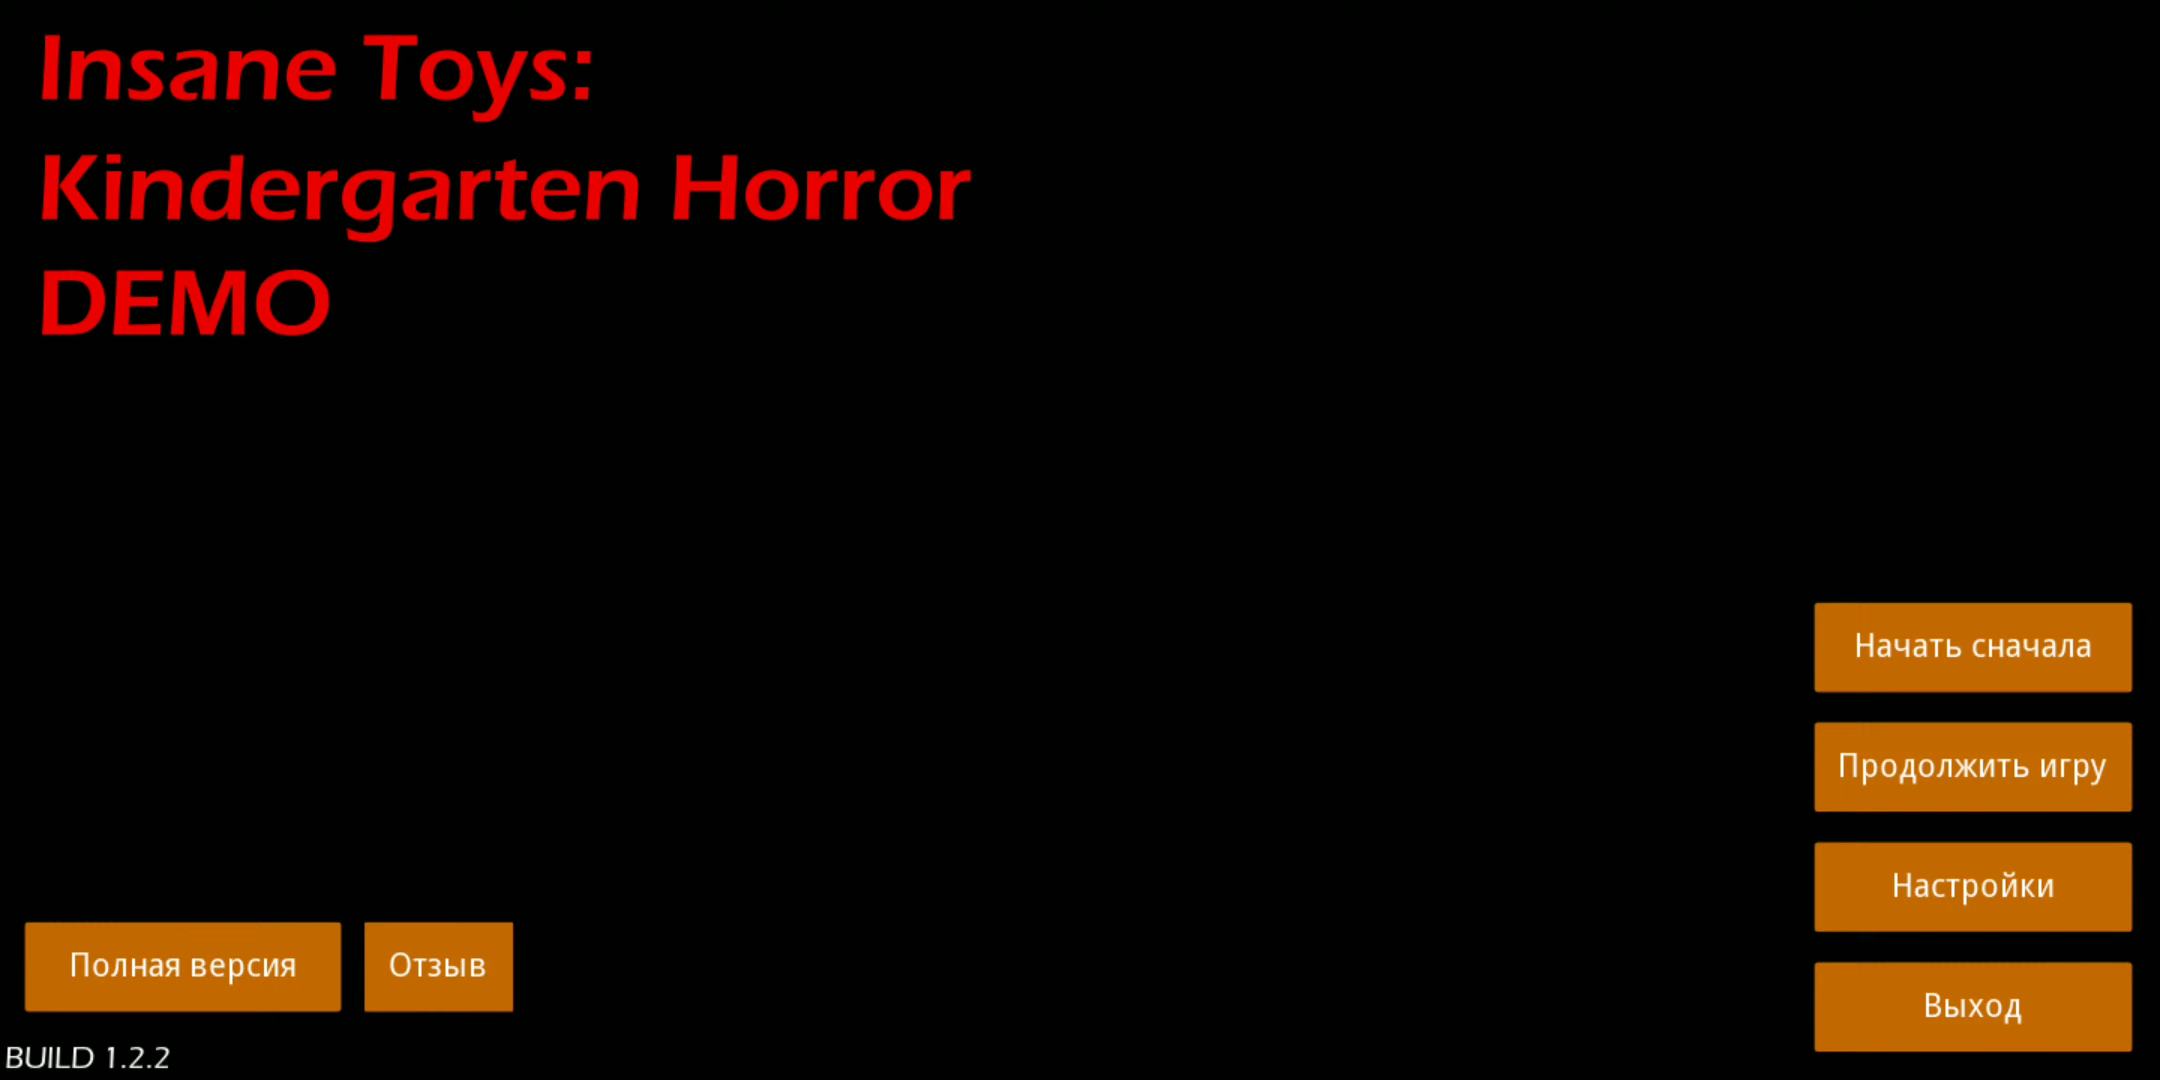 Insane Toys:
Kindergarten Horror
DEMO
Начать сначала
Продолжить игру
Настройки
Выход
Полная версия
Отзыв
BUILD 1.2.2